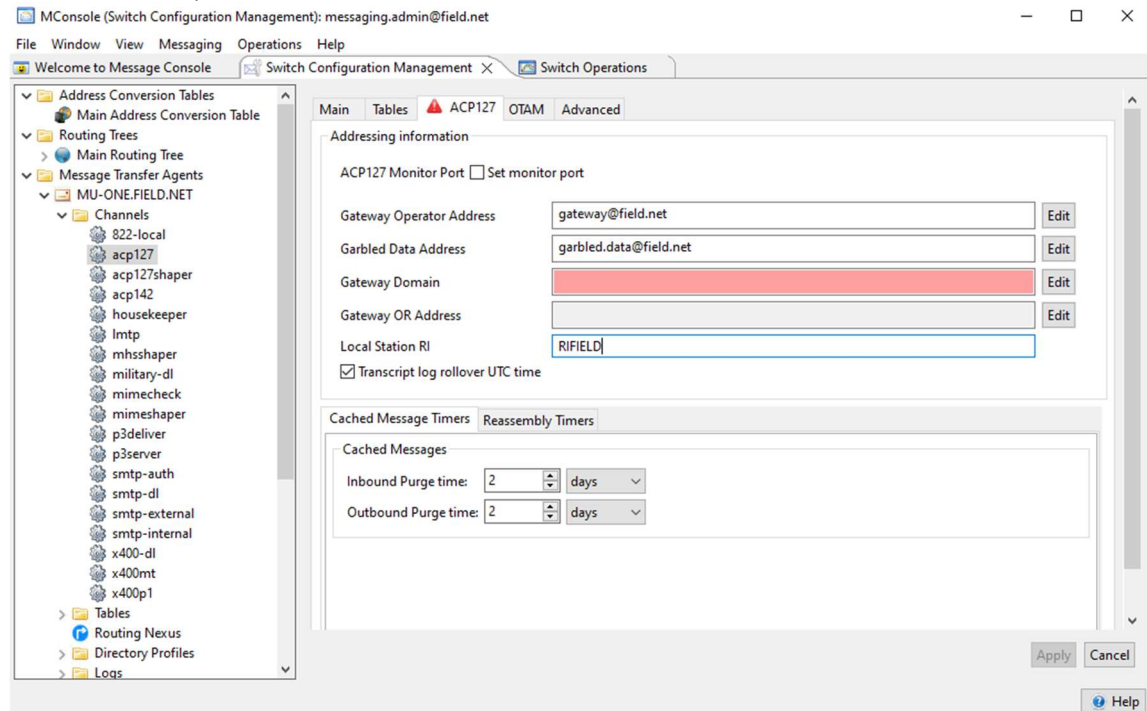 MConsole (Switch Configuration Management): messaging.admin@field.net
File Window View Messaging Operations Help
Welcome to Message Console
Switch Configuration Management
Switch Operations
Address Conversion Tables
Main Address Conversion Table
Routing Trees
Main Routing Tree
Message Transfer Agents
MU-ONE.FIELD.NET
Channels
822-local
acp127
acp127shaper
acp142
housekeeper
lmtp
mhsshaper
military-dl
mimecheck
mimeshaper
p3deliver
p3server
smtp-auth
smtp-dl
smtp-external
smtp-internal
x400-dl
x400mt
x400p1
Tables
Routing Nexus
Directory Profiles
Logs
Main Tables ACP127 OTAM Advanced
Addressing information
ACP127 Monitor Port Set monitor port
Gateway Operator Address gateway@field.net Edit
Garbled Data Address garbled.data@field.net Edit
Gateway Domain Edit
Gateway OR Address Edit
Local Station RI RIFIELD
Transcript log rollover UTC time
Cached Message Timers Reassembly Timers
Cached Messages
Inbound Purge time: 2 days
Outbound Purge time: 2 days
Apply Cancel
Help